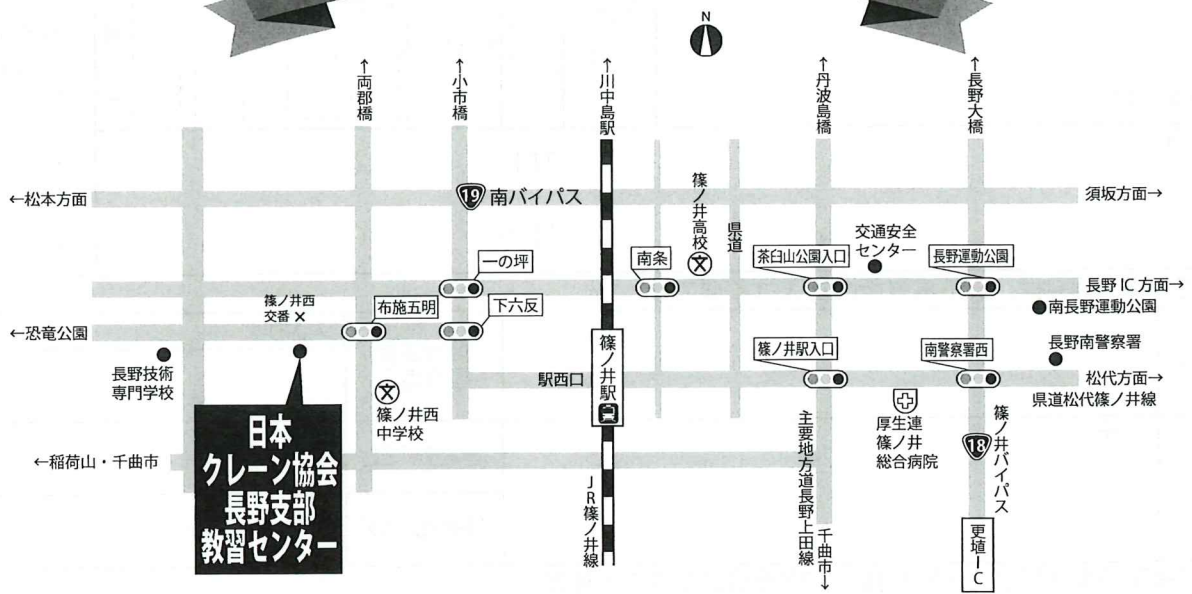 N
↑両郡橋
↑小市橋
↑川中島駅
↑丹波島橋
↑長野大橋
←松本方面
19 南バイパス
須坂方面→
篠ノ井高校
文
県道
一の坪
南条
茶臼山公園入口
交通安全
センター
長野運動公園
長野IC方面→
南長野運動公園
篠ノ井西
交番
布施五明
下六反
←恐竜公園
長野技術
専門学校
文
篠ノ井西
中学校
駅西口
篠ノ井駅
篠ノ井駅入口
南警察署西
長野南警察署
松代方面→
県道松代篠ノ井線
厚生連
篠ノ井
総合病院
18
篠ノ井バイパス
更埴IC
主要地方道長野上田線
千曲市↓
JR篠ノ井線
←稲荷山・千曲市
日本
クレーン協会
長野支部
教習センター